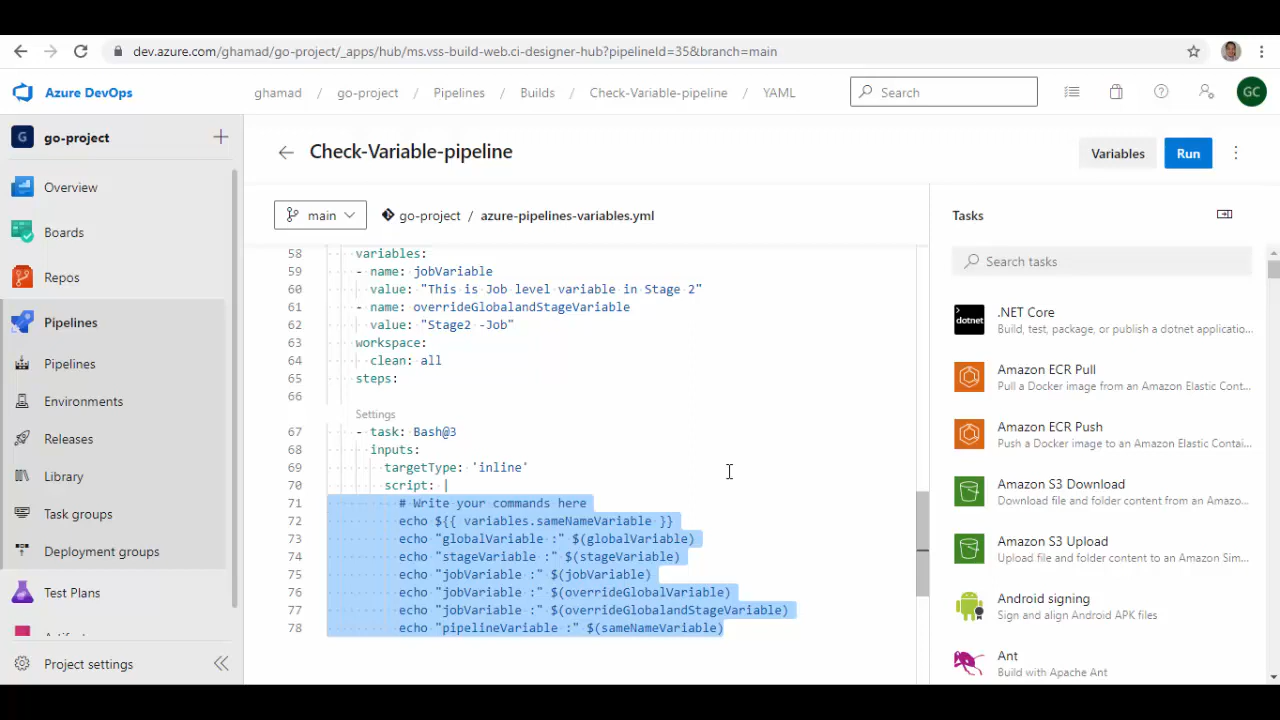 dev.azure.com/ghamad/go-project/_apps/hub/ms.vss-build-web.ci-designer-hub?pipelineId=35&branch=main
Azure DevOps
ghamad / go-project / Pipelines / Builds / Check-Variable-pipeline / YAML
Search
GC
G go-project
Overview
Boards
Repos
Pipelines
Pipelines
Environments
Releases
Library
Task groups
Deployment groups
Test Plans
Project settings
Check-Variable-pipeline
Variables
Run
main
go-project / azure-pipelines-variables.yml
58 variables:
59 - name: jobVariable
60 value: "This is Job level variable in Stage 2"
61 - name: overrideGlobalandStageVariable
62 value: "Stage2 -Job"
63 workspace:
64 clean: all
65 steps:
66
Settings
67 - task: Bash@3
68 inputs:
69 targetType: 'inline'
70 script: |
71 # Write your commands here
72 echo ${{ variables.sameNameVariable }}
73 echo "globalVariable :" $(globalVariable)
74 echo "stageVariable :" $(stageVariable)
75 echo "jobVariable :" $(jobVariable)
76 echo "jobVariable :" $(overrideGlobalVariable)
77 echo "jobVariable :" $(overrideGlobalandStageVariable)
78 echo "pipelineVariable :" $(sameNameVariable)
Tasks
Search tasks
dotnet
.NET Core
Build, test, package, or publish a dotnet applicatio...
Amazon ECR Pull
Pull a Docker image from an Amazon Elastic Cont...
Amazon ECR Push
Push a Docker image to an Amazon Elastic Contai...
Amazon S3 Download
Download file and folder content from an Amazo...
Amazon S3 Upload
Upload file and folder content to an Amazon Sim...
Android signing
Sign and align Android APK files
Ant
Build with Apache Ant